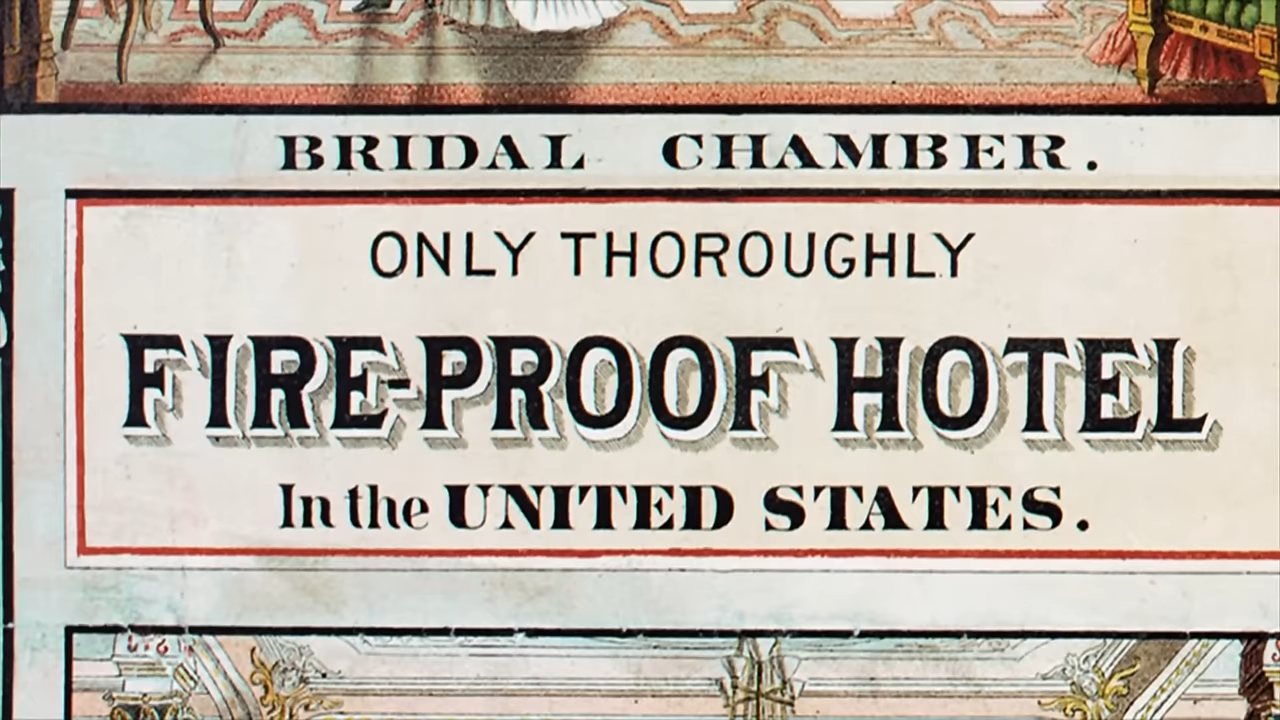 BRIDAL CHAMBER.
ONLY THOROUGHLY
FIRE-PROOF HOTEL
In the UNITED STATES.